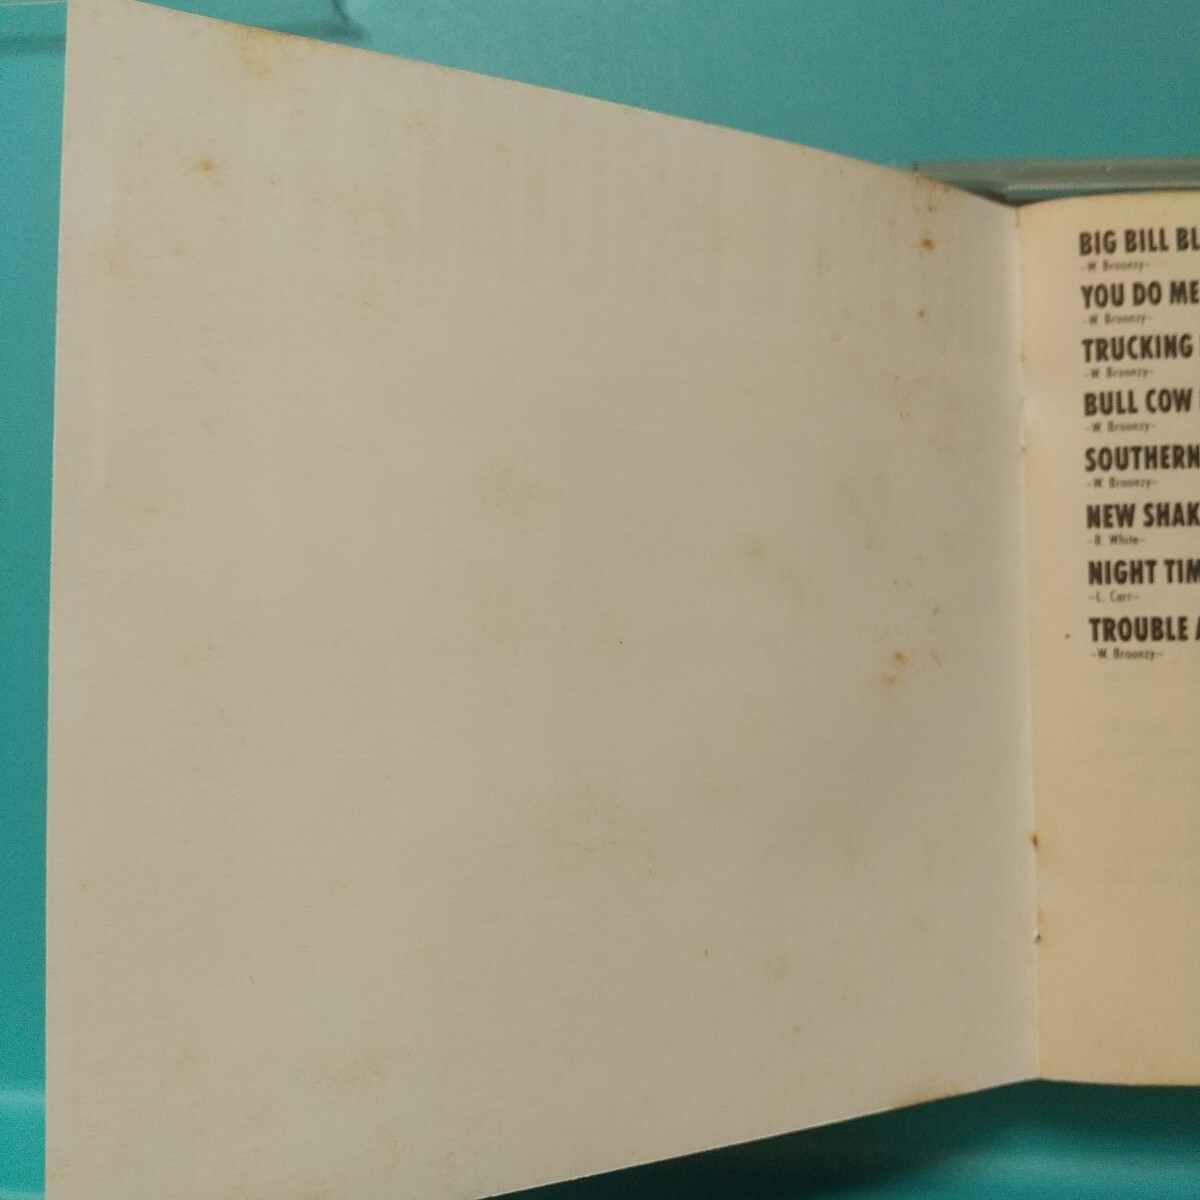 BIG BILL BL
-W. Broonzy-
YOU DO ME
-W. Broonzy-
TRUCKING
-W. Broonzy-
BULL COW
-W. Broonzy-
SOUTHERN
-W. Broonzy-
NEW SHAK
-B. White-
NIGHT TIM
-L. Carr-
TROUBLE A
-W. Broonzy-